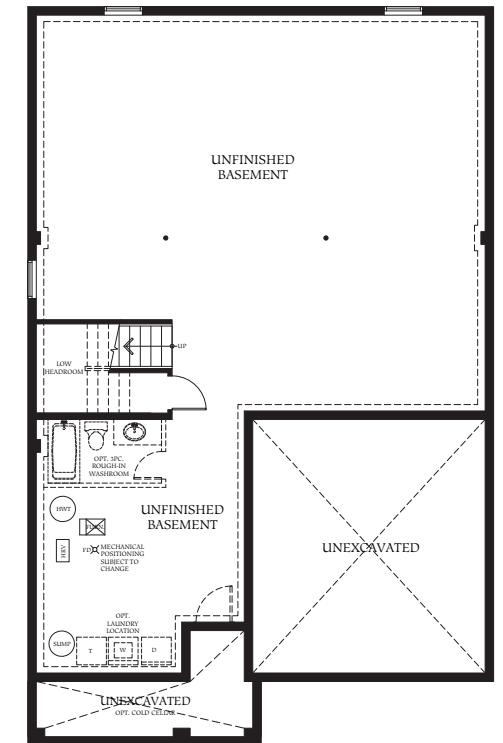 UNFINISHED
BASEMENT
UP
LOW
HEADROOM
OPT. 3PC.
ROUGH-IN
WASHROOM
HWT
UNFINISHED
BASEMENT
FURN.
HRV
FD
MECHANICAL
POSITIONING
SUBJECT TO
CHANGE
UNEXCAVATED
OPT.
LAUNDRY
LOCATION
SUMP
T
W
D
UNEXCAVATED
OPT. COLD CELLAR